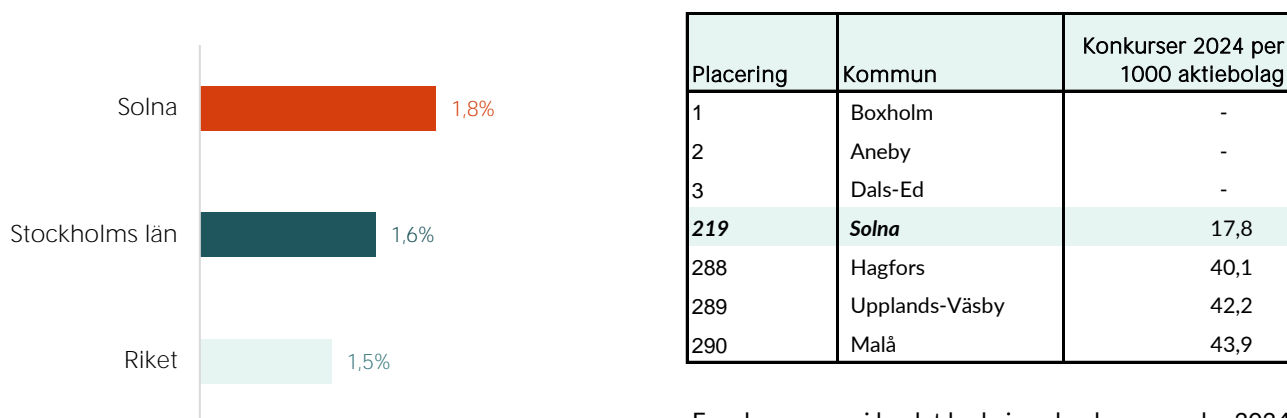 Solna
1,8%
Stockholms län
1,6%
Riket
1,5%
Placering Kommun Konkurser 2024 per
1000 aktiebolag
1 Boxholm -
2 Aneby -
3 Dals-Ed -
219 Solna 17,8
288 Hagfors 40,1
289 Upplands-Väsby 42,2
290 Malå 43,9